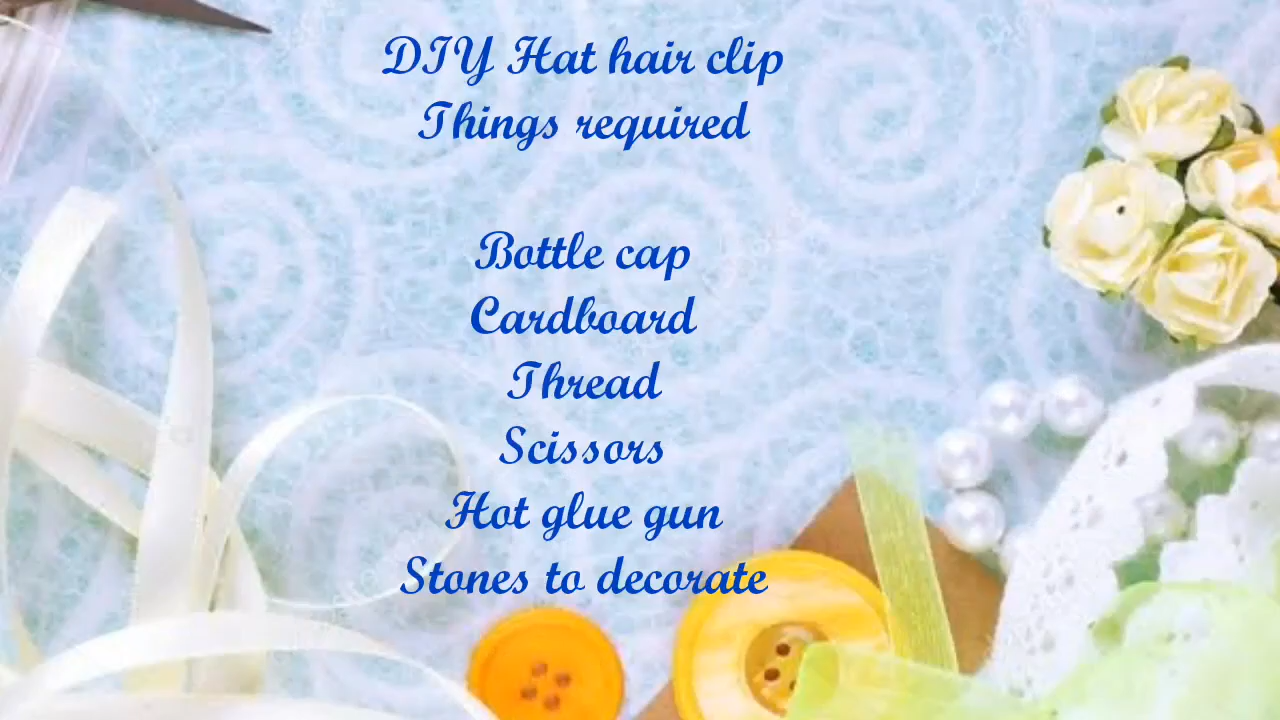 DIY Hat hair clip
Things required
Bottle cap
Cardboard
Thread
Scissors
Hot glue gun
Stones to decorate